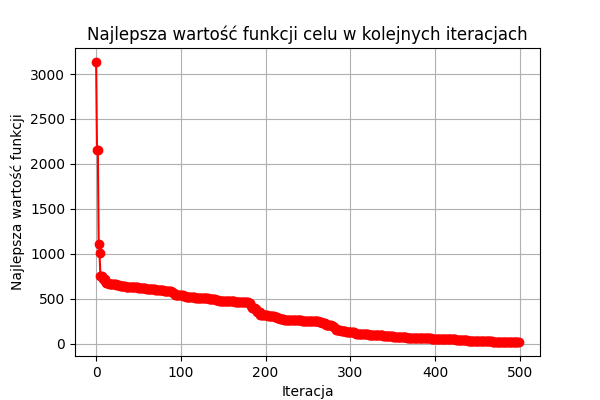 Najlepsza wartość funkcji celu w kolejnych iteracjach
Najlepsza wartość funkcji
3000
2500
2000
1500
1000
500
0
0 100 200 300 400 500
Iteracja